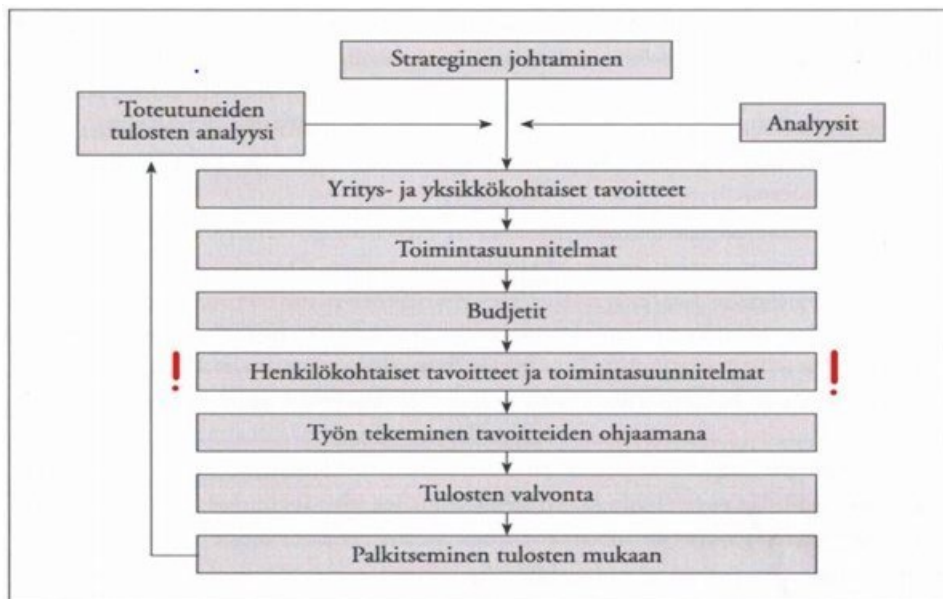 Strateginen johtaminen
Toteutuneiden
tulosten analyysi
Analyysit
Yritys- ja yksikkökohtaiset tavoitteet
Toimintasuunnitelmat
Budjetit
! Henkilökohtaiset tavoitteet ja toimintasuunnitelmat !
Työn tekeminen tavoitteiden ohjaamana
Tulosten valvonta
Palkitseminen tulosten mukaan